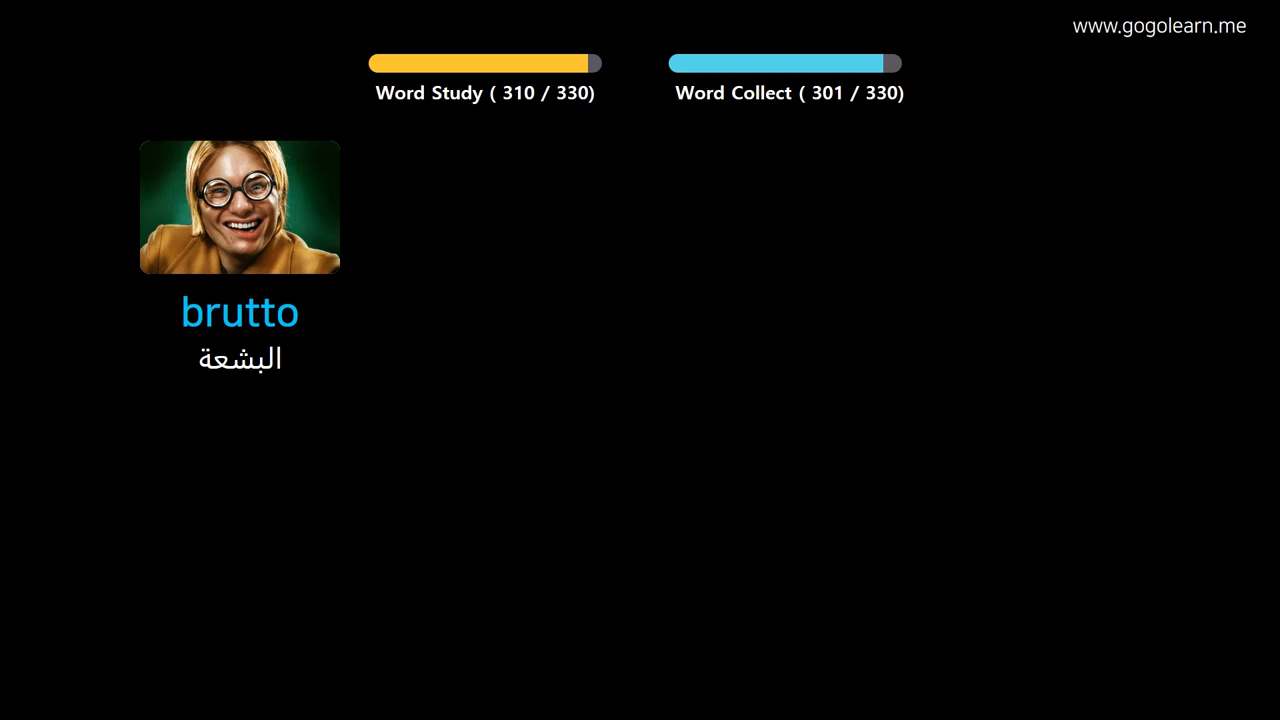 www.gogolearn.me
Word Study ( 310 / 330)
Word Collect ( 301 / 330)
brutto
البشعة